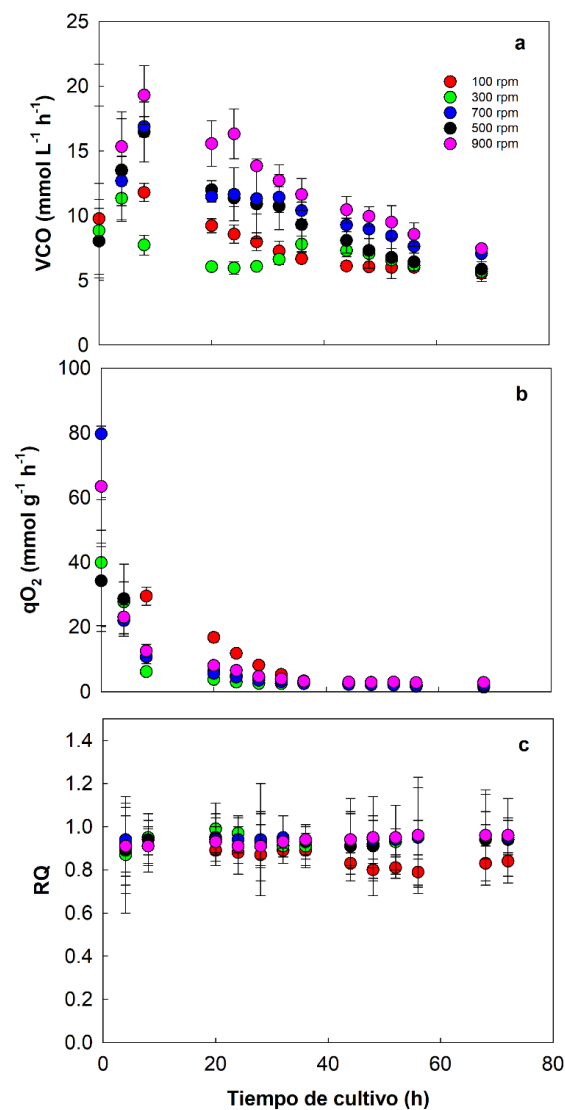 a
25
20
15
10
5
0
VCO (mmol L⁻¹ h⁻¹)
100 rpm
300 rpm
700 rpm
500 rpm
900 rpm
b
100
80
60
40
20
0
qO₂ (mmol g⁻¹ h⁻¹)
c
1.4
1.2
1.0
0.8
0.6
0.4
0.2
0.0
RQ
0 20 40 60 80
Tiempo de cultivo (h)